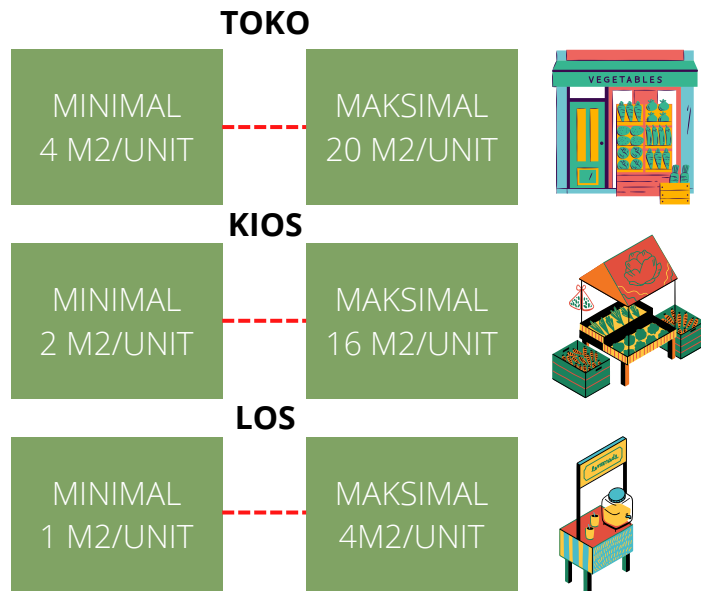 TOKO
MINIMAL
4 M2/UNIT
MAKSIMAL
20 M2/UNIT
VEGETABLES
KIOS
MINIMAL
2 M2/UNIT
MAKSIMAL
16 M2/UNIT
LOS
MINIMAL
1 M2/UNIT
MAKSIMAL
4M2/UNIT